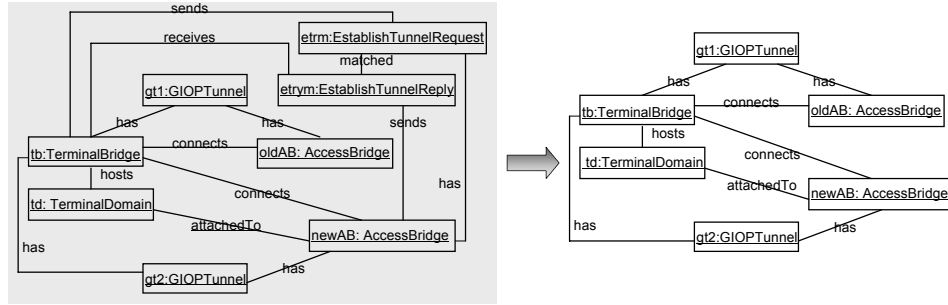 sends
etrm:EstablishTunnelRequest
receives
matched
gt1:GIOPTunnel
etrym:EstablishTunnelReply
has
has
sends
tb:TerminalBridge
connects
oldAB: AccessBridge
hosts
has
td: TerminalDomain
connects
attachedTo
newAB: AccessBridge
has
has
gt2:GIOPTunnel
gt1:GIOPTunnel
has
has
tb:TerminalBridge
connects
oldAB: AccessBridge
hosts
connects
td:TerminalDomain
attachedTo
newAB: AccessBridge
has
has
gt2:GIOPTunnel